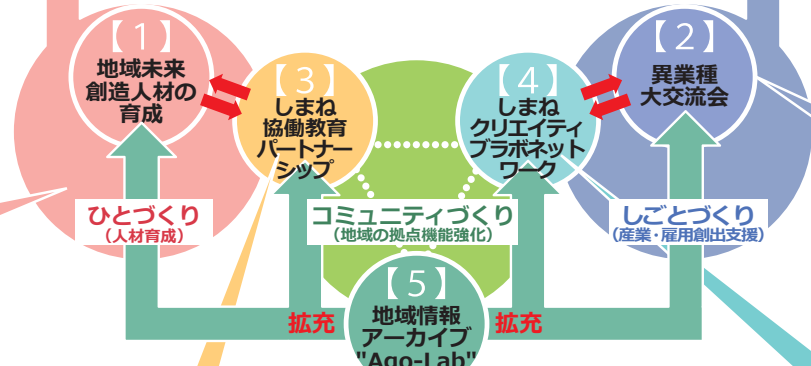 【1】
地域未来
創造人材の
育成
【2】
異業種
大交流会
【3】
しまね
協働教育
パートナー
シップ
【4】
しまね
クリエイティ
ブラボネット
ワーク
ひとづくり
（人材育成）
コミュニティづくり
（地域の拠点機能強化）
しごとづくり
（産業・雇用創出支援）
【5】
地域情報
アーカイブ
"Ago-Lab"
拡充
拡充